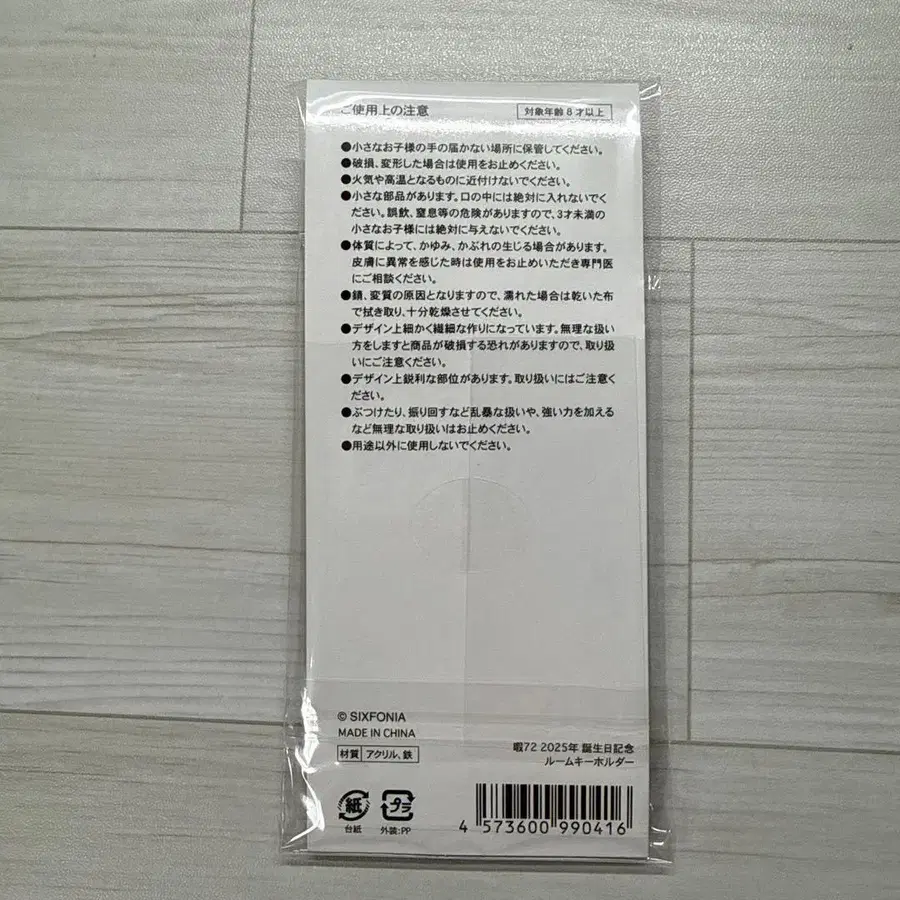 ご使用上の注意
対象年齢8才以上
●小さなお子様の手の届かない場所に保管してください。
●破損、変形した場合は使用をお止めください。
●火気や高温となるものに近付けないでください。
●小さな部品があります。口の中には絶対に入れないでく
ださい。誤飲、窒息等の危険がありますので、3才未満の
小さなお子様には絶対に与えないでください。
●体質によって、かゆみ、かぶれの生じる場合があります。
皮膚に異常を感じた時は使用をお止めいただき専門医
にご相談ください。
●錆、変質の原因となりますので、濡れた場合は乾いた布
で拭き取り、十分乾燥させてください。
●デザイン上細かく繊細な作りになっています。無理な扱い
方をしますと商品が破損する恐れがありますので、取り扱
いにご注意ください。
●デザイン上鋭利な部位があります。取り扱いにはご注意く
ださい。
●ぶつけたり、振り回すなど乱暴な扱いや、強い力を加える
など無理な取り扱いはお止めください。
●用途以外に使用しないでください。
© SIXFONIA
MADE IN CHINA
材質 アクリル、鉄
暇72 2025年 誕生日記念
ルームキーホルダー
紙
台紙
プラ
外装:PP
4 573600 990416